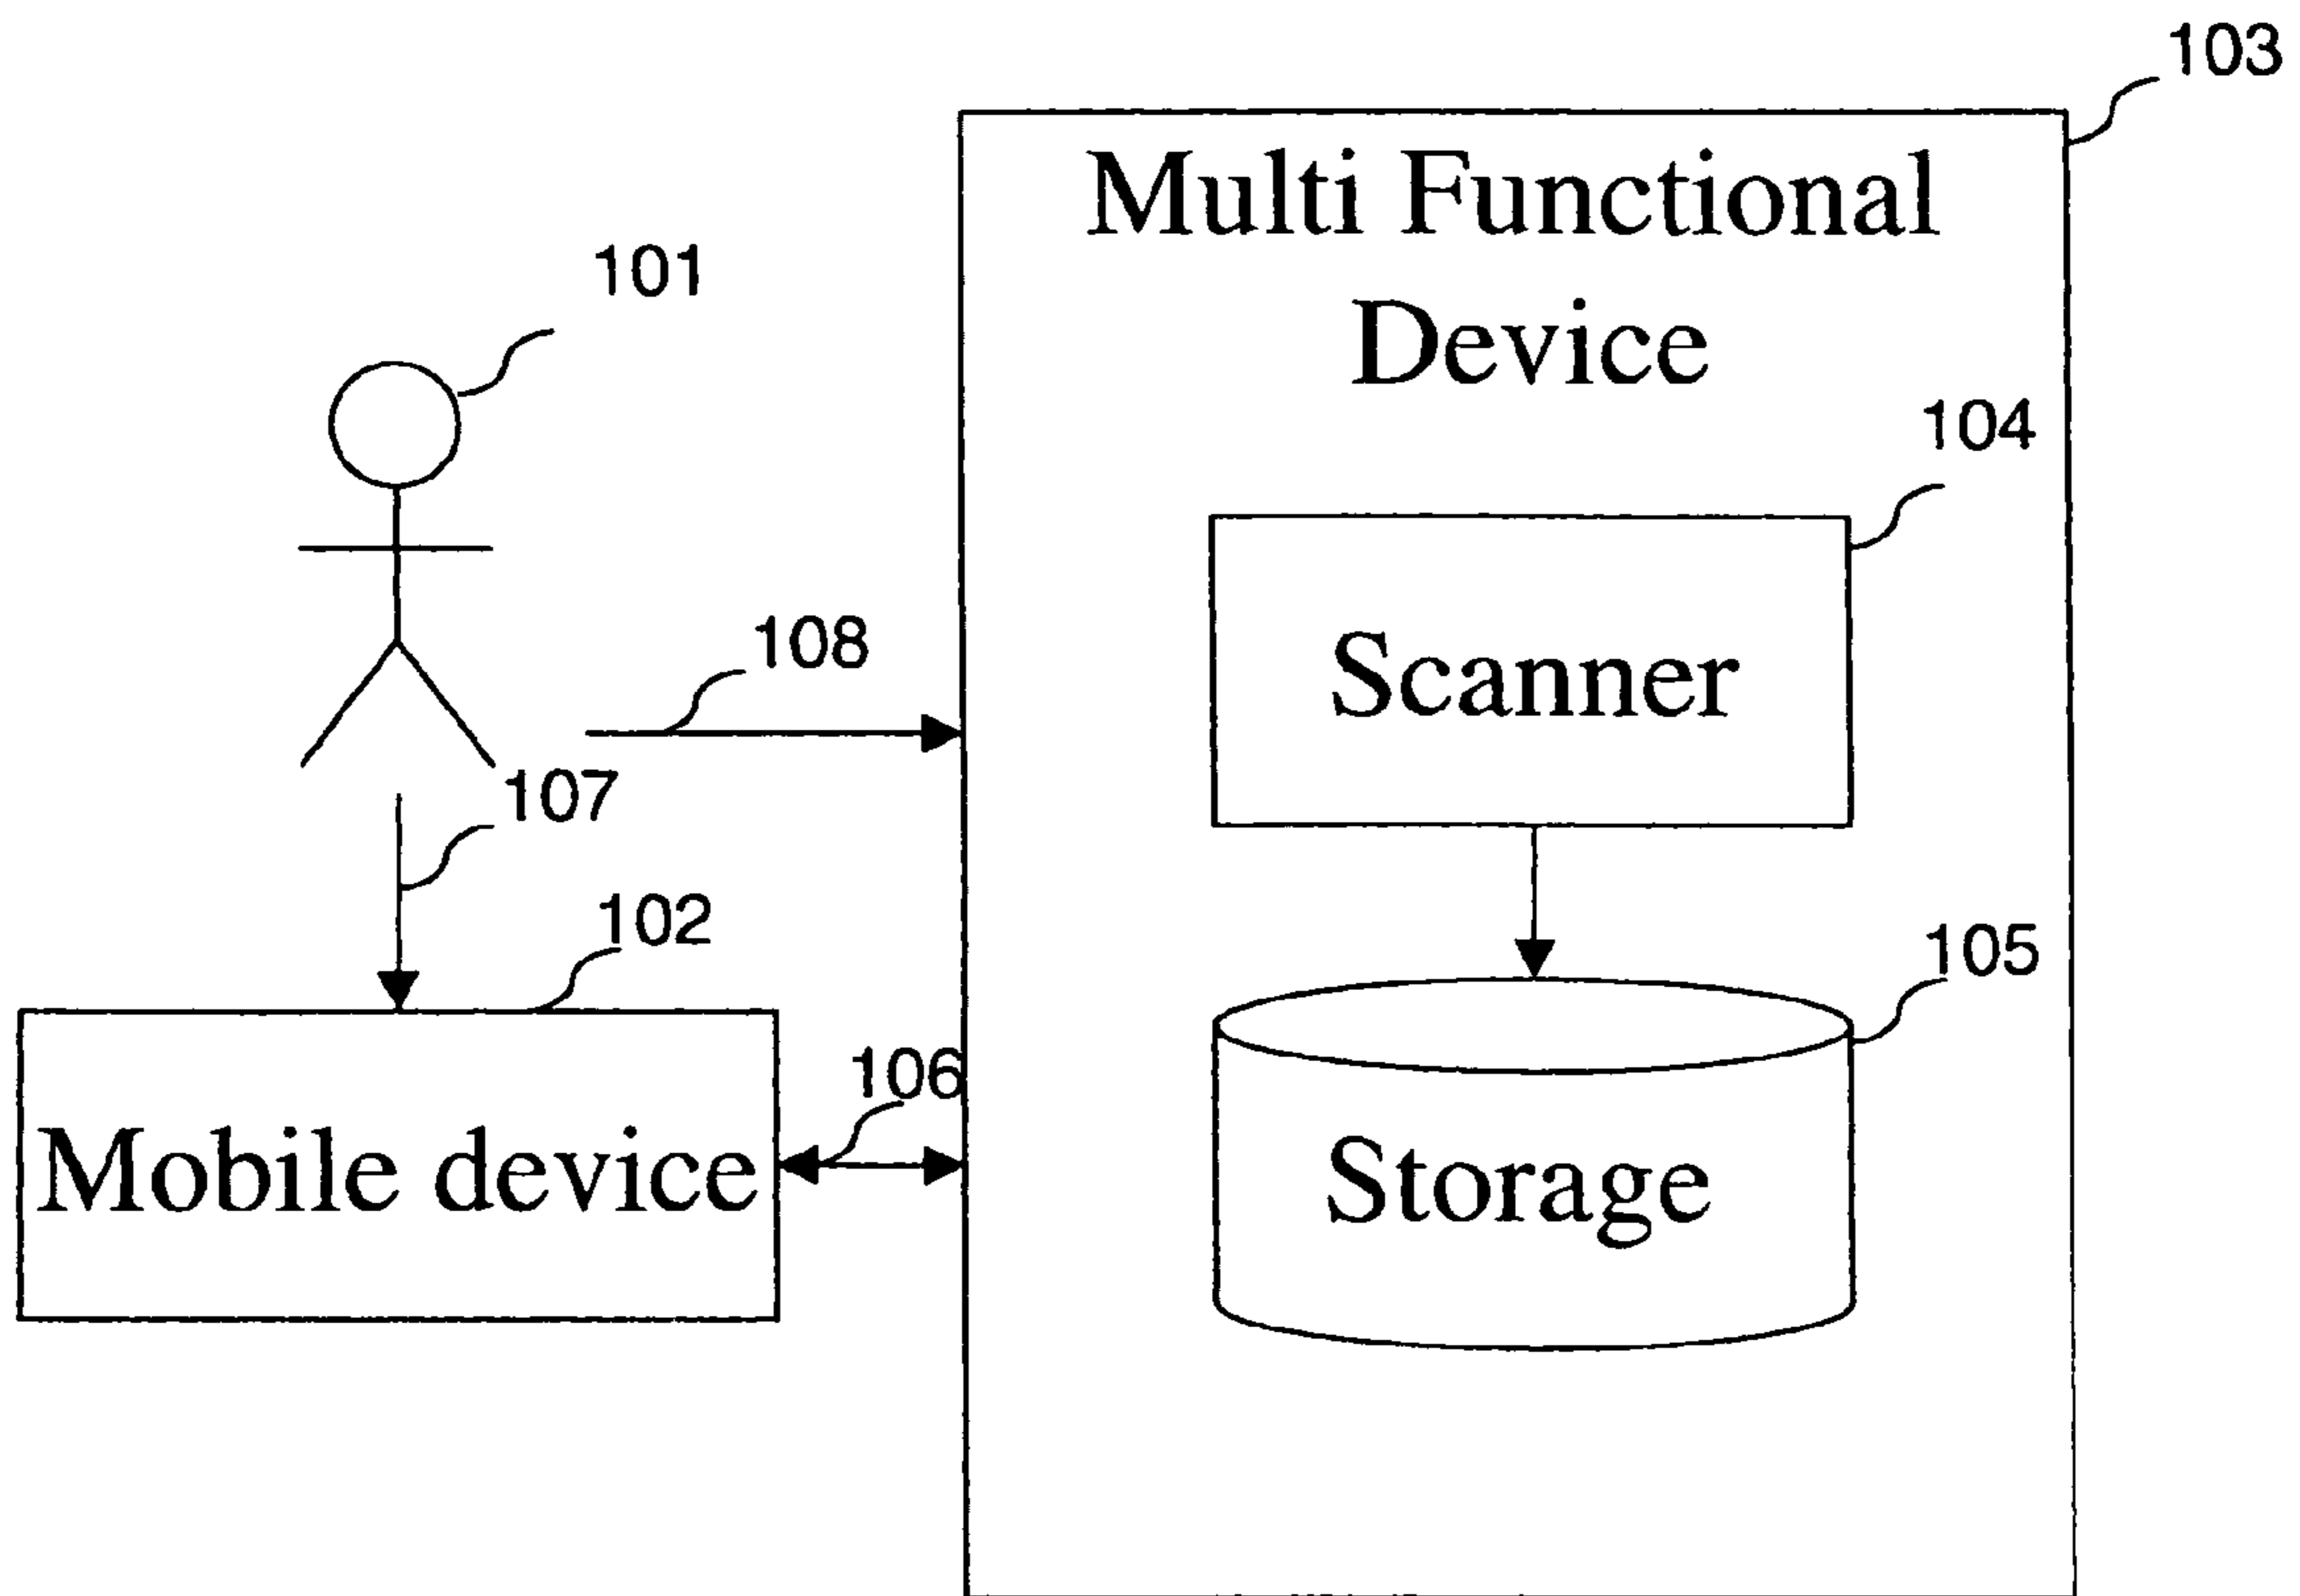 103
Multi Functional
Device
101
104
Scanner
108
107
102
105
106
Mobile device
Storage